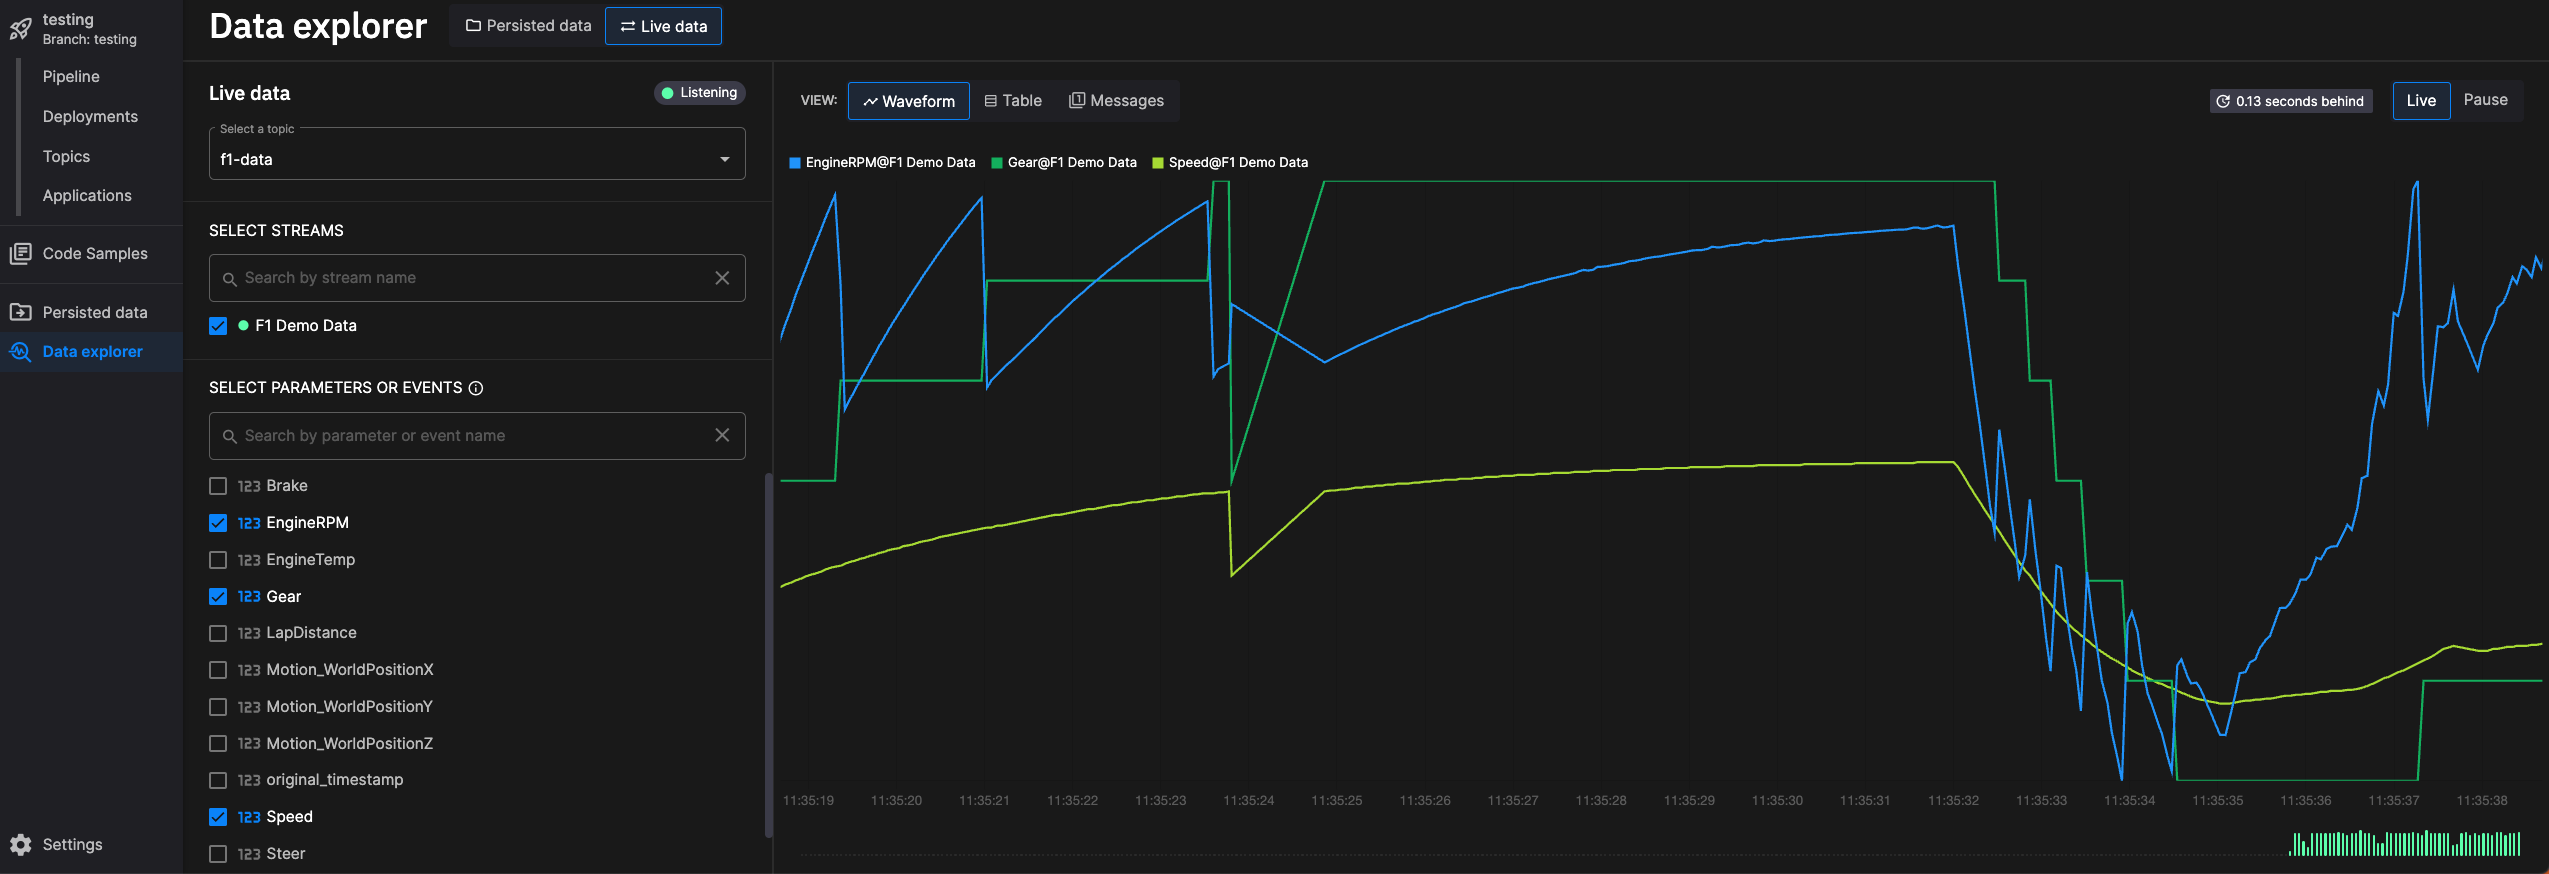 testing
Branch: testing
Pipeline
Deployments
Topics
Applications
Code Samples
Persisted data
Data explorer
Settings
Data explorer
Persisted data
Live data
Live data
Listening
Select a topic
f1-data
SELECT STREAMS
Search by stream name
F1 Demo Data
SELECT PARAMETERS OR EVENTS
Search by parameter or event name
123 Brake
123 EngineRPM
123 EngineTemp
123 Gear
123 LapDistance
123 Motion_WorldPositionX
123 Motion_WorldPositionY
123 Motion_WorldPositionZ
123 original_timestamp
123 Speed
123 Steer
VIEW: Waveform Table Messages
0.13 seconds behind
Live Pause
EngineRPM@F1 Demo Data Gear@F1 Demo Data Speed@F1 Demo Data
11:35:19 11:35:20 11:35:21 11:35:22 11:35:23 11:35:24 11:35:25 11:35:26 11:35:27 11:35:28 11:35:29 11:35:30 11:35:31 11:35:32 11:35:33 11:35:34 11:35:35 11:35:36 11:35:37 11:35:38